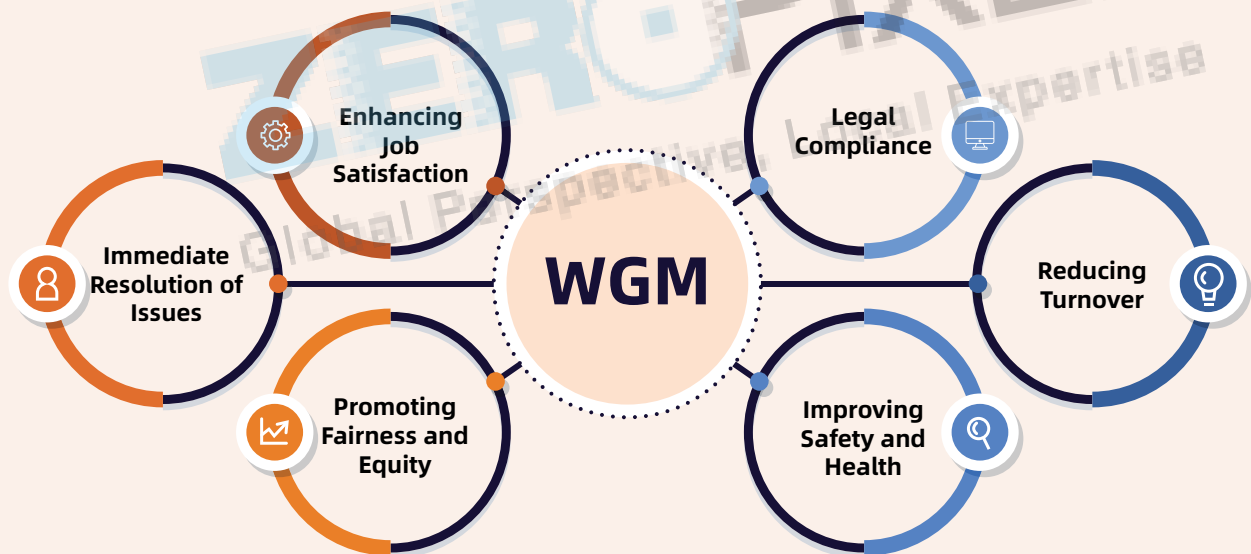 ZERO
Global Perspective, Local Expertise
Enhancing
Job
Satisfaction
Legal
Compliance
Immediate
Resolution of
Issues
WGM
Reducing
Turnover
Promoting
Fairness and
Equity
Improving
Safety and
Health